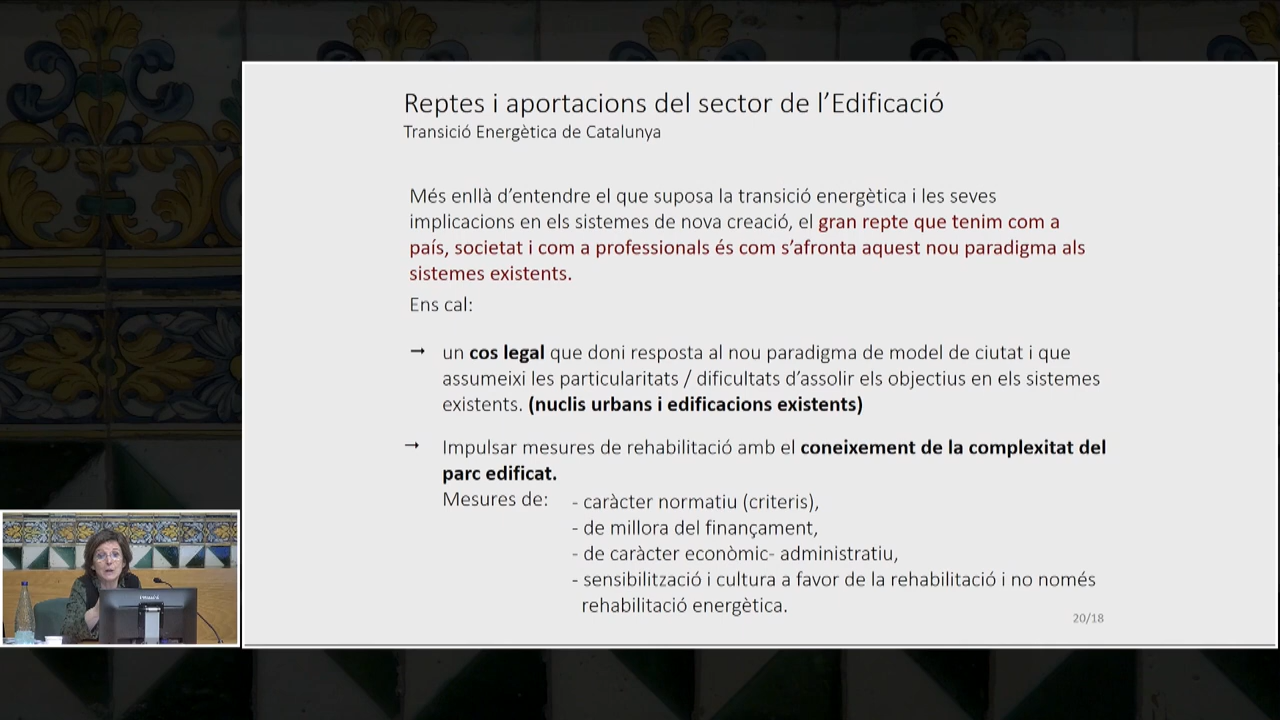 Reptes i aportacions del sector de l’Edificació
Transició Energètica de Catalunya
Més enllà d’entendre el que suposa la transició energètica i les seves
implicacions en els sistemes de nova creació, el gran repte que tenim com a
país, societat i com a professionals és com s’afronta aquest nou paradigma als
sistemes existents.
Ens cal:
→ un cos legal que doni resposta al nou paradigma de model de ciutat i que
assumeixi les particularitats / dificultats d’assolir els objectius en els sistemes
existents. (nuclis urbans i edificacions existents)
→ Impulsar mesures de rehabilitació amb el coneixement de la complexitat del
parc edificat.
Mesures de: - caràcter normatiu (criteris),
- de millora del finançament,
- de caràcter econòmic- administratiu,
- sensibilització i cultura a favor de la rehabilitació i no només
rehabilitació energètica.
20/18